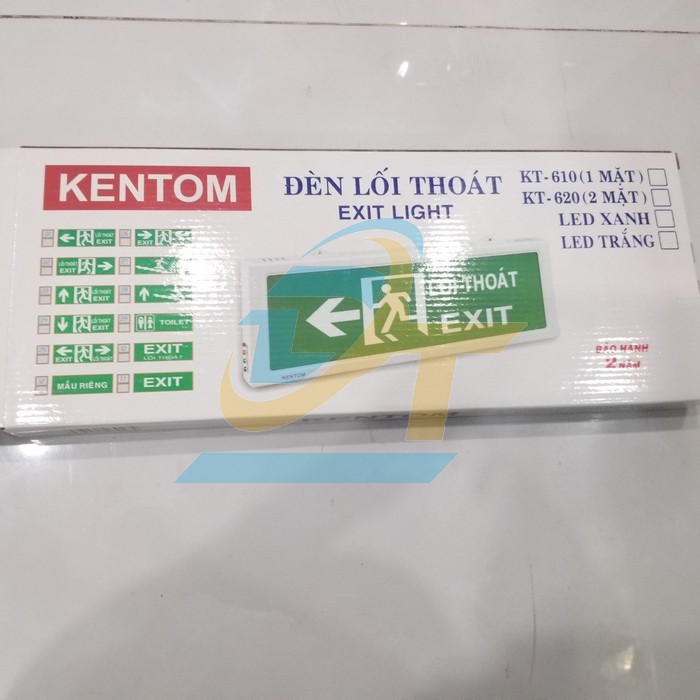 KENTOM
ĐÈN LỐI THOÁT
EXIT LIGHT
KT-610(1 MẶT)
KT-620(2 MẶT)
LED XANH
LED TRẮNG
LỐI THOÁT
EXIT
EXIT
EXIT
TOILET
EXIT
LỐI THOÁT
MẪU RIÊNG
EXIT
LỐI THOÁT
EXIT
KENTOM
BẢO HÀNH
2 NĂM
KENTOM